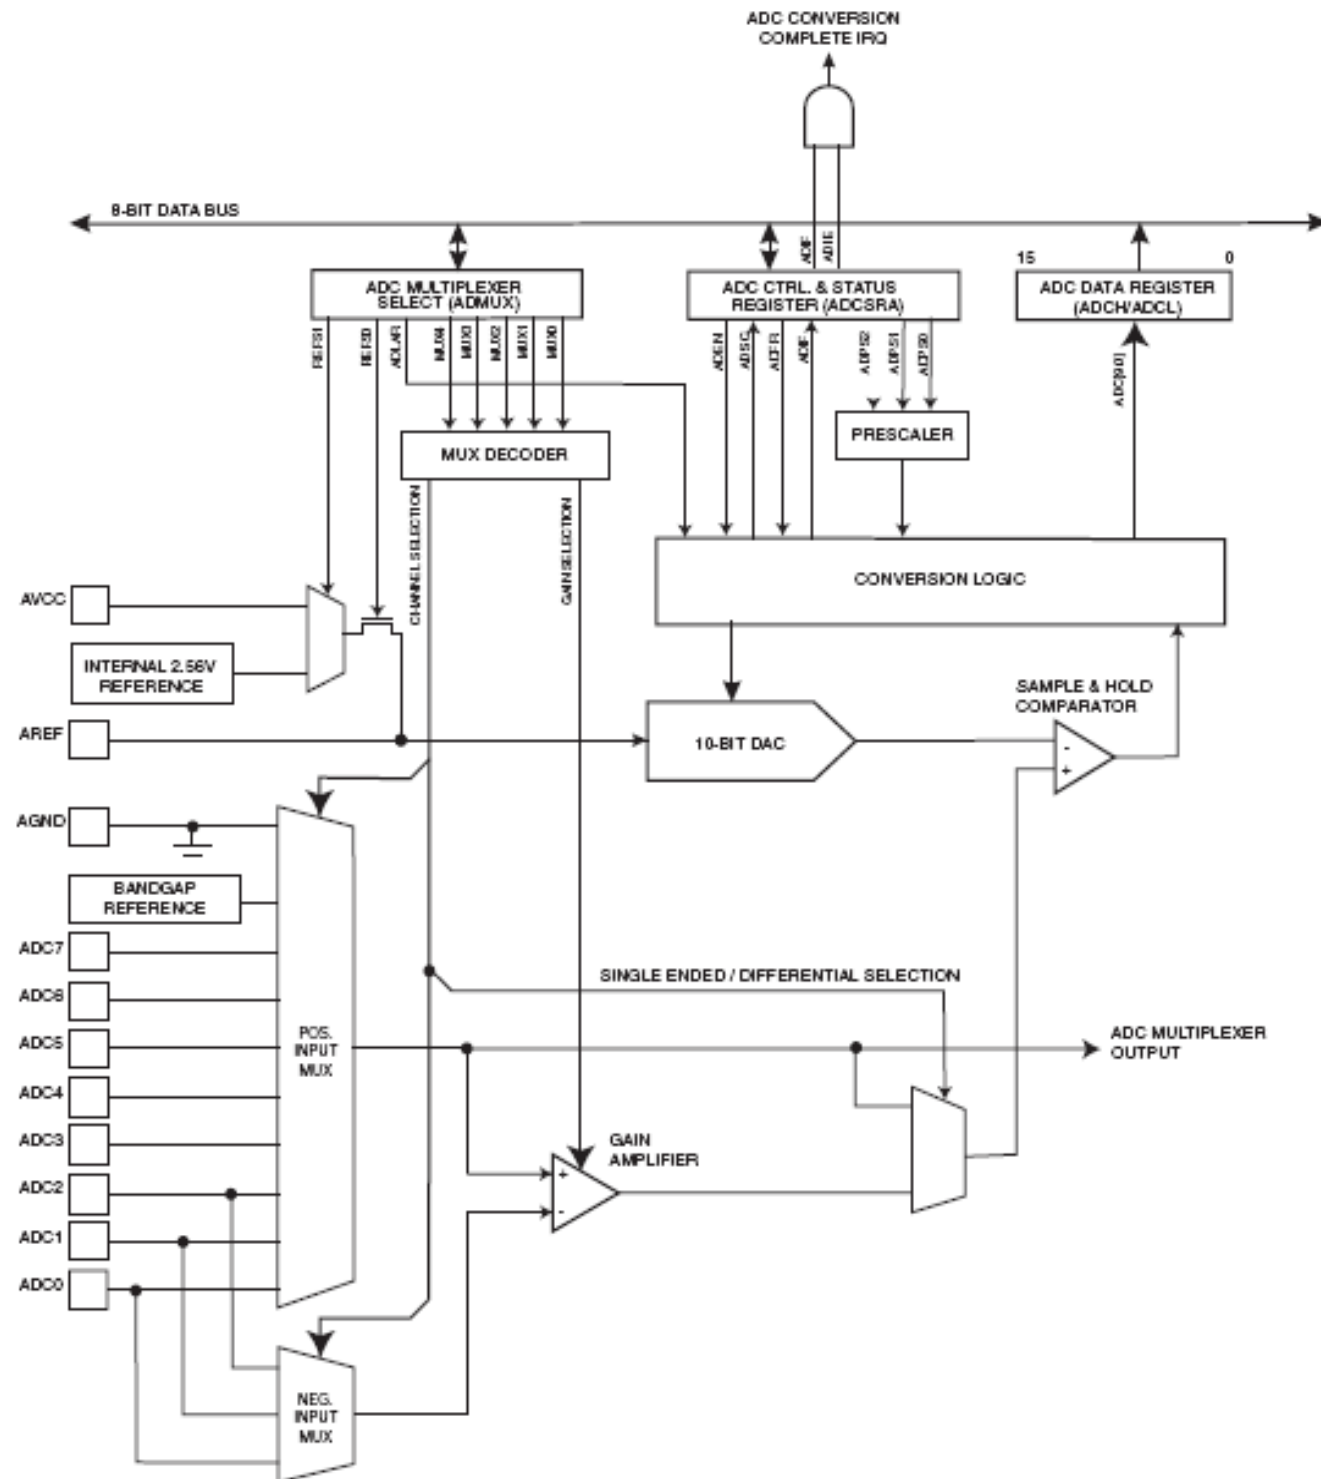 ADC CONVERSION
COMPLETE IRQ
8-BIT DATA BUS
ADIF
ADIE
15
0
ADC MULTIPLEXER
SELECT (ADMUX)
ADC CTRL. & STATUS
REGISTER (ADCSRA)
ADC DATA REGISTER
(ADCH/ADCL)
REFS1
REFS0
ADLAR
MUX4
MUX3
MUX2
MUX1
MUX0
ADEN
ADSC
ADFR
ADIF
ADPS2
ADPS1
ADPS0
ADC[9:0]
MUX DECODER
PRESCALER
CHANNEL SELECTION
GAIN SELECTION
CONVERSION LOGIC
AVCC
INTERNAL 2.56V
REFERENCE
SAMPLE & HOLD
COMPARATOR
AREF
10-BIT DAC
-
+
AGND
BANDGAP
REFERENCE
ADC7
SINGLE ENDED / DIFFERENTIAL SELECTION
ADC6
ADC5
POS.
INPUT
MUX
ADC MULTIPLEXER
OUTPUT
ADC4
ADC3
GAIN
AMPLIFIER
+
-
ADC2
ADC1
ADC0
NEG.
INPUT
MUX